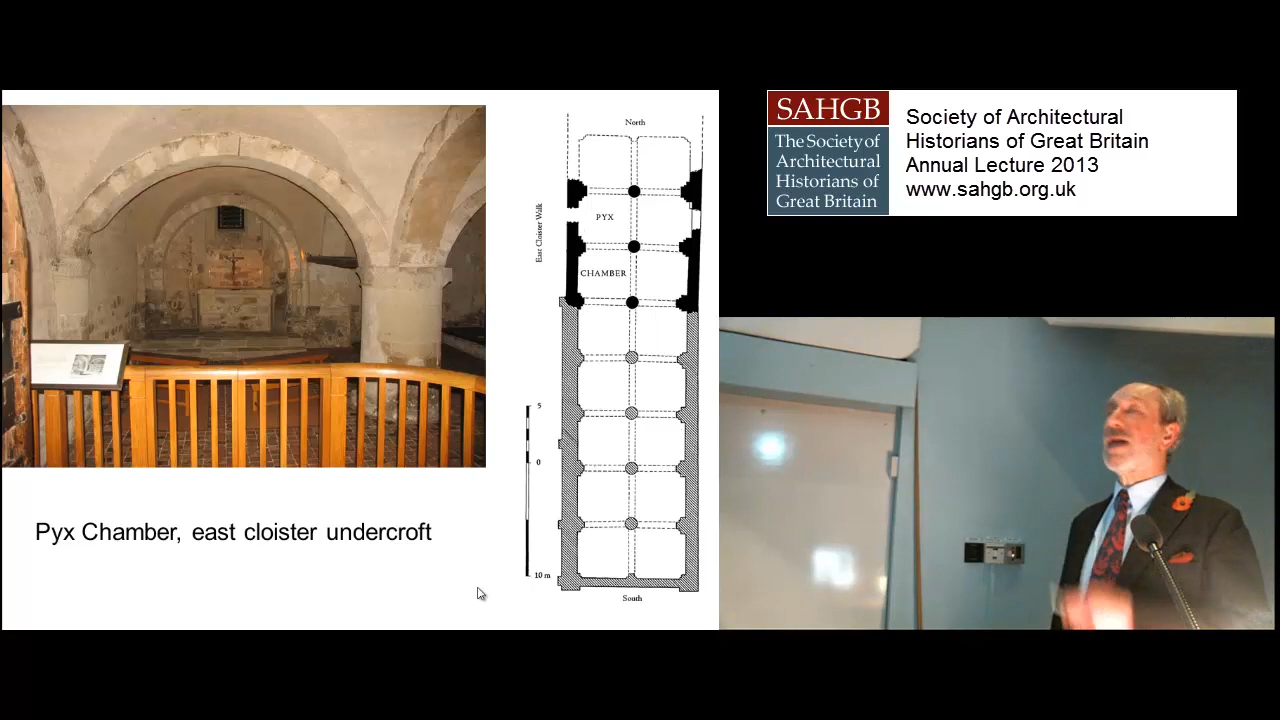 North
East Cloister Walk
PYX
CHAMBER
5
0
10 m
South
Pyx Chamber, east cloister undercroft
SAHGB
The Society of
Architectural
Historians of
Great Britain
Society of Architectural
Historians of Great Britain
Annual Lecture 2013
www.sahgb.org.uk